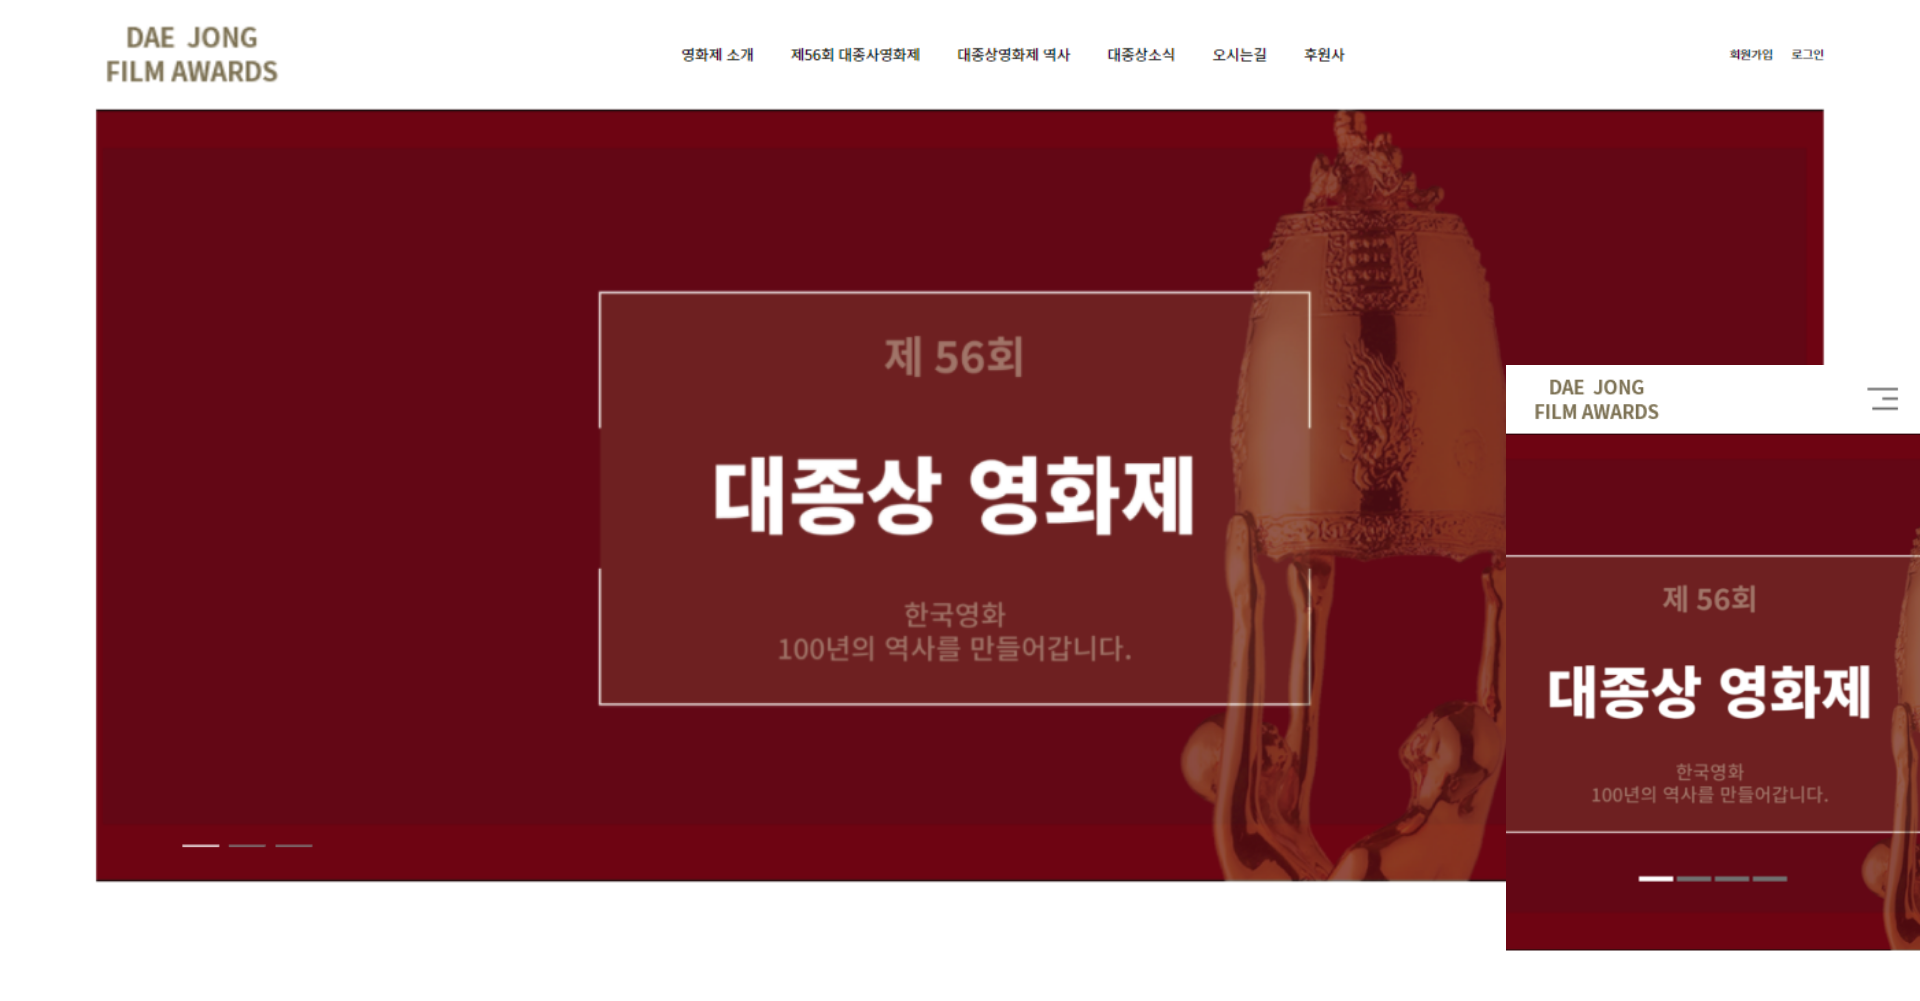 DAE JONG
FILM AWARDS
영화제 소개 제56회 대종사영화제 대종상영화제 역사 대종상소식 오시는길 후원사
회원가입 로그인
제 56회
대종상 영화제
한국영화
100년의 역사를 만들어갑니다.
DAE JONG
FILM AWARDS
제 56회
대종상 영화제
한국영화
100년의 역사를 만들어갑니다.